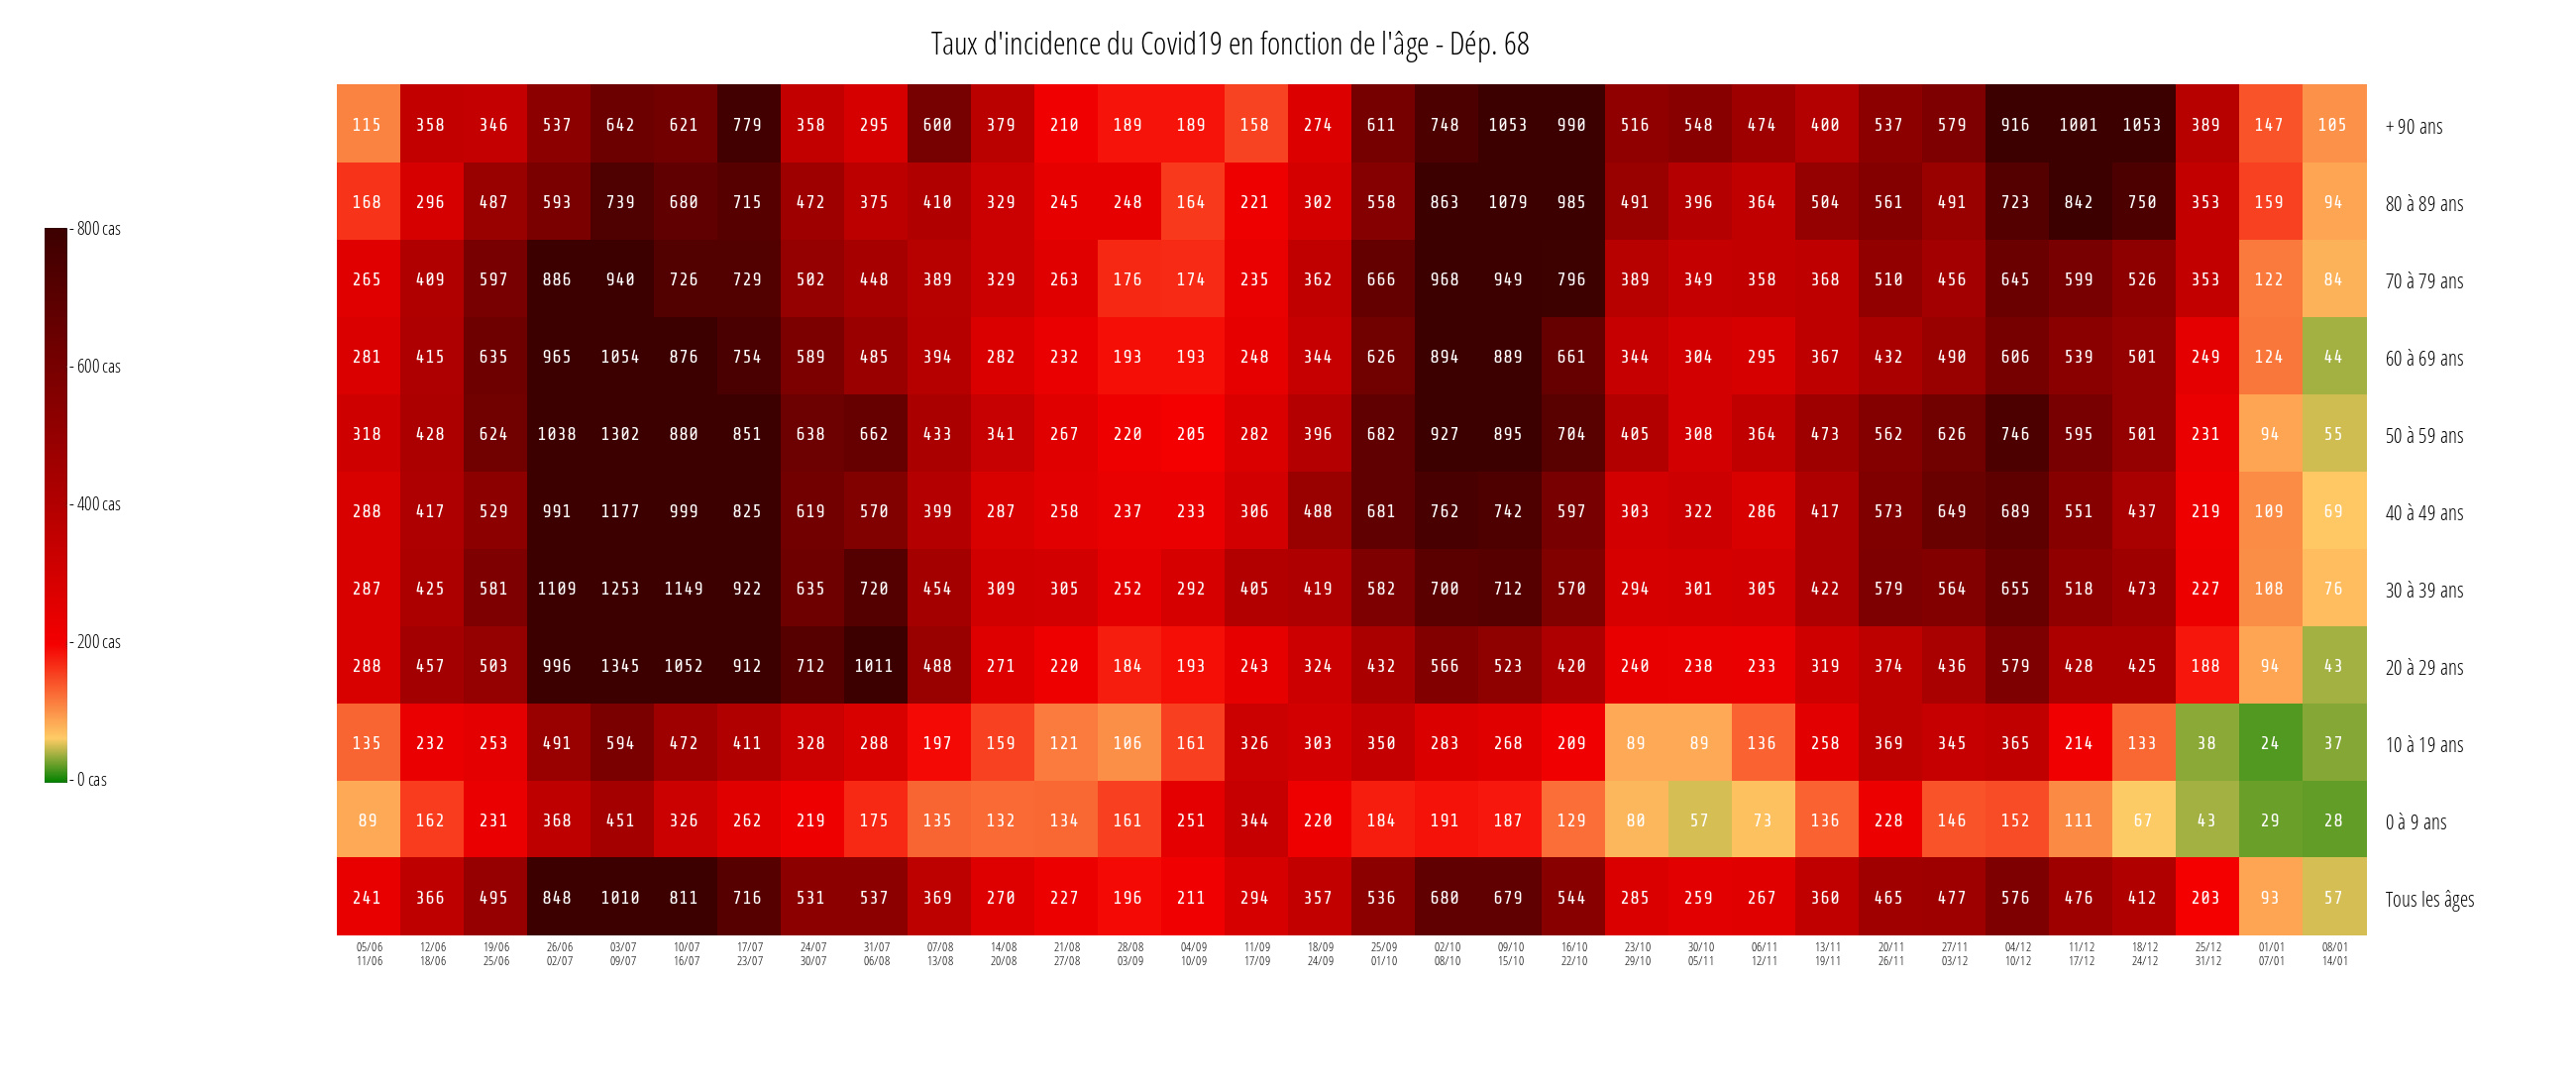 Taux d'incidence du Covid19 en fonction de l'âge - Dép. 68
- 800 cas
- 600 cas
- 400 cas
- 200 cas
- 0 cas
115 358 346 537 642 621 779 358 295 600 379 210 189 189 158 274 611 748 1053 990 516 548 474 400 537 579 916 1001 1053 389 147 105 + 90 ans
168 296 487 593 739 680 715 472 375 410 329 245 248 164 221 302 558 863 1079 985 491 396 364 504 561 491 723 842 750 353 159 94 80 à 89 ans
265 409 597 886 940 726 729 502 448 389 329 263 176 174 235 362 666 968 949 796 389 349 358 368 510 456 645 599 526 353 122 84 70 à 79 ans
281 415 635 965 1054 876 754 589 485 394 282 232 193 193 248 344 626 894 889 661 344 304 295 367 432 490 606 539 501 249 124 44 60 à 69 ans
318 428 624 1038 1302 880 851 638 662 433 341 267 220 205 282 396 682 927 895 704 405 308 364 473 562 626 746 595 501 231 94 55 50 à 59 ans
288 417 529 991 1177 999 825 619 570 399 287 258 237 233 306 488 681 762 742 597 303 322 286 417 573 649 689 551 437 219 109 69 40 à 49 ans
287 425 581 1109 1253 1149 922 635 720 454 309 305 252 292 405 419 582 700 712 570 294 301 305 422 579 564 655 518 473 227 108 76 30 à 39 ans
288 457 503 996 1345 1052 912 712 1011 488 271 220 184 193 243 324 432 566 523 420 240 238 233 319 374 436 579 428 425 188 94 43 20 à 29 ans
135 232 253 491 594 472 411 328 288 197 159 121 106 161 326 303 350 283 268 209 89 89 136 258 369 345 365 214 133 38 24 37 10 à 19 ans
89 162 231 368 451 326 262 219 175 135 132 134 161 251 344 220 184 191 187 129 80 57 73 136 228 146 152 111 67 43 29 28 0 à 9 ans
241 366 495 848 1010 811 716 531 537 369 270 227 196 211 294 357 536 680 679 544 285 259 267 360 465 477 576 476 412 203 93 57 Tous les âges
05/06 12/06 19/06 26/06 03/07 10/07 17/07 24/07 31/07 07/08 14/08 21/08 28/08 04/09 11/09 18/09 25/09 02/10 09/10 16/10 23/10 30/10 06/11 13/11 20/11 27/11 04/12 11/12 18/12 25/12 01/01 08/01
11/06 18/06 25/06 02/07 09/07 16/07 23/07 30/07 06/08 13/08 20/08 27/08 03/09 10/09 17/09 24/09 01/10 08/10 15/10 22/10 29/10 05/11 12/11 19/11 26/11 03/12 10/12 17/12 24/12 31/12 07/01 14/01